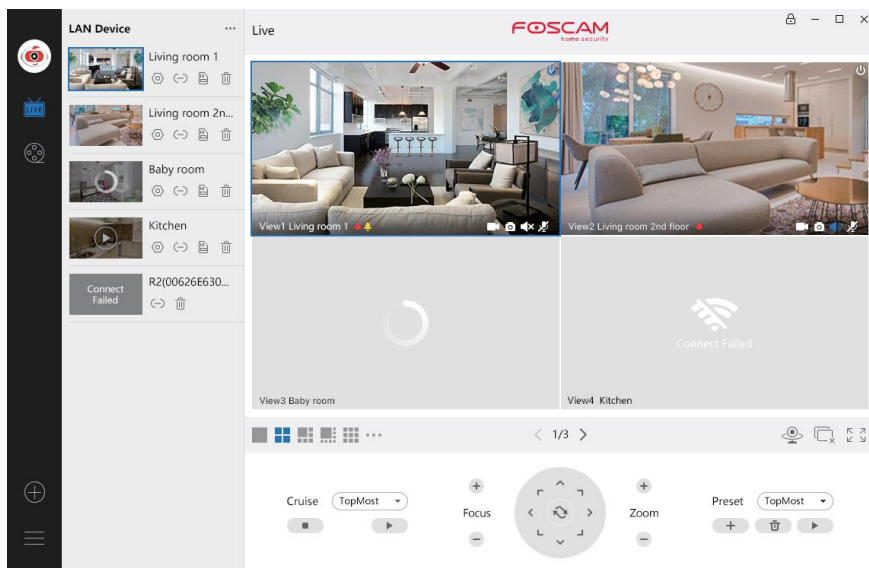 LAN Device
...
Live
FOSCAM
home security
Living room 1
Living room 2n...
Baby room
Kitchen
Connect
Failed
R2(00626E630...
LIVE
View1 Living room 1
View2 Living room 2nd floor
Connect Failed
View3 Baby room
View4 Kitchen
1/3
Cruise
TopMost
Focus
Zoom
Preset
TopMost